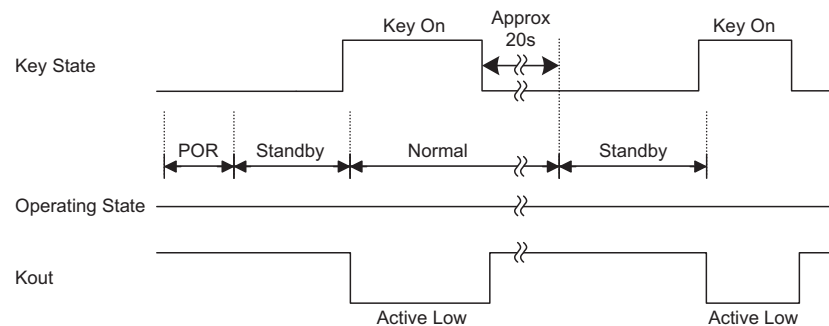 Key On
Approx
20s
Key On
Key State
POR
Standby
Normal
Standby
Operating State
Kout
Active Low
Active Low